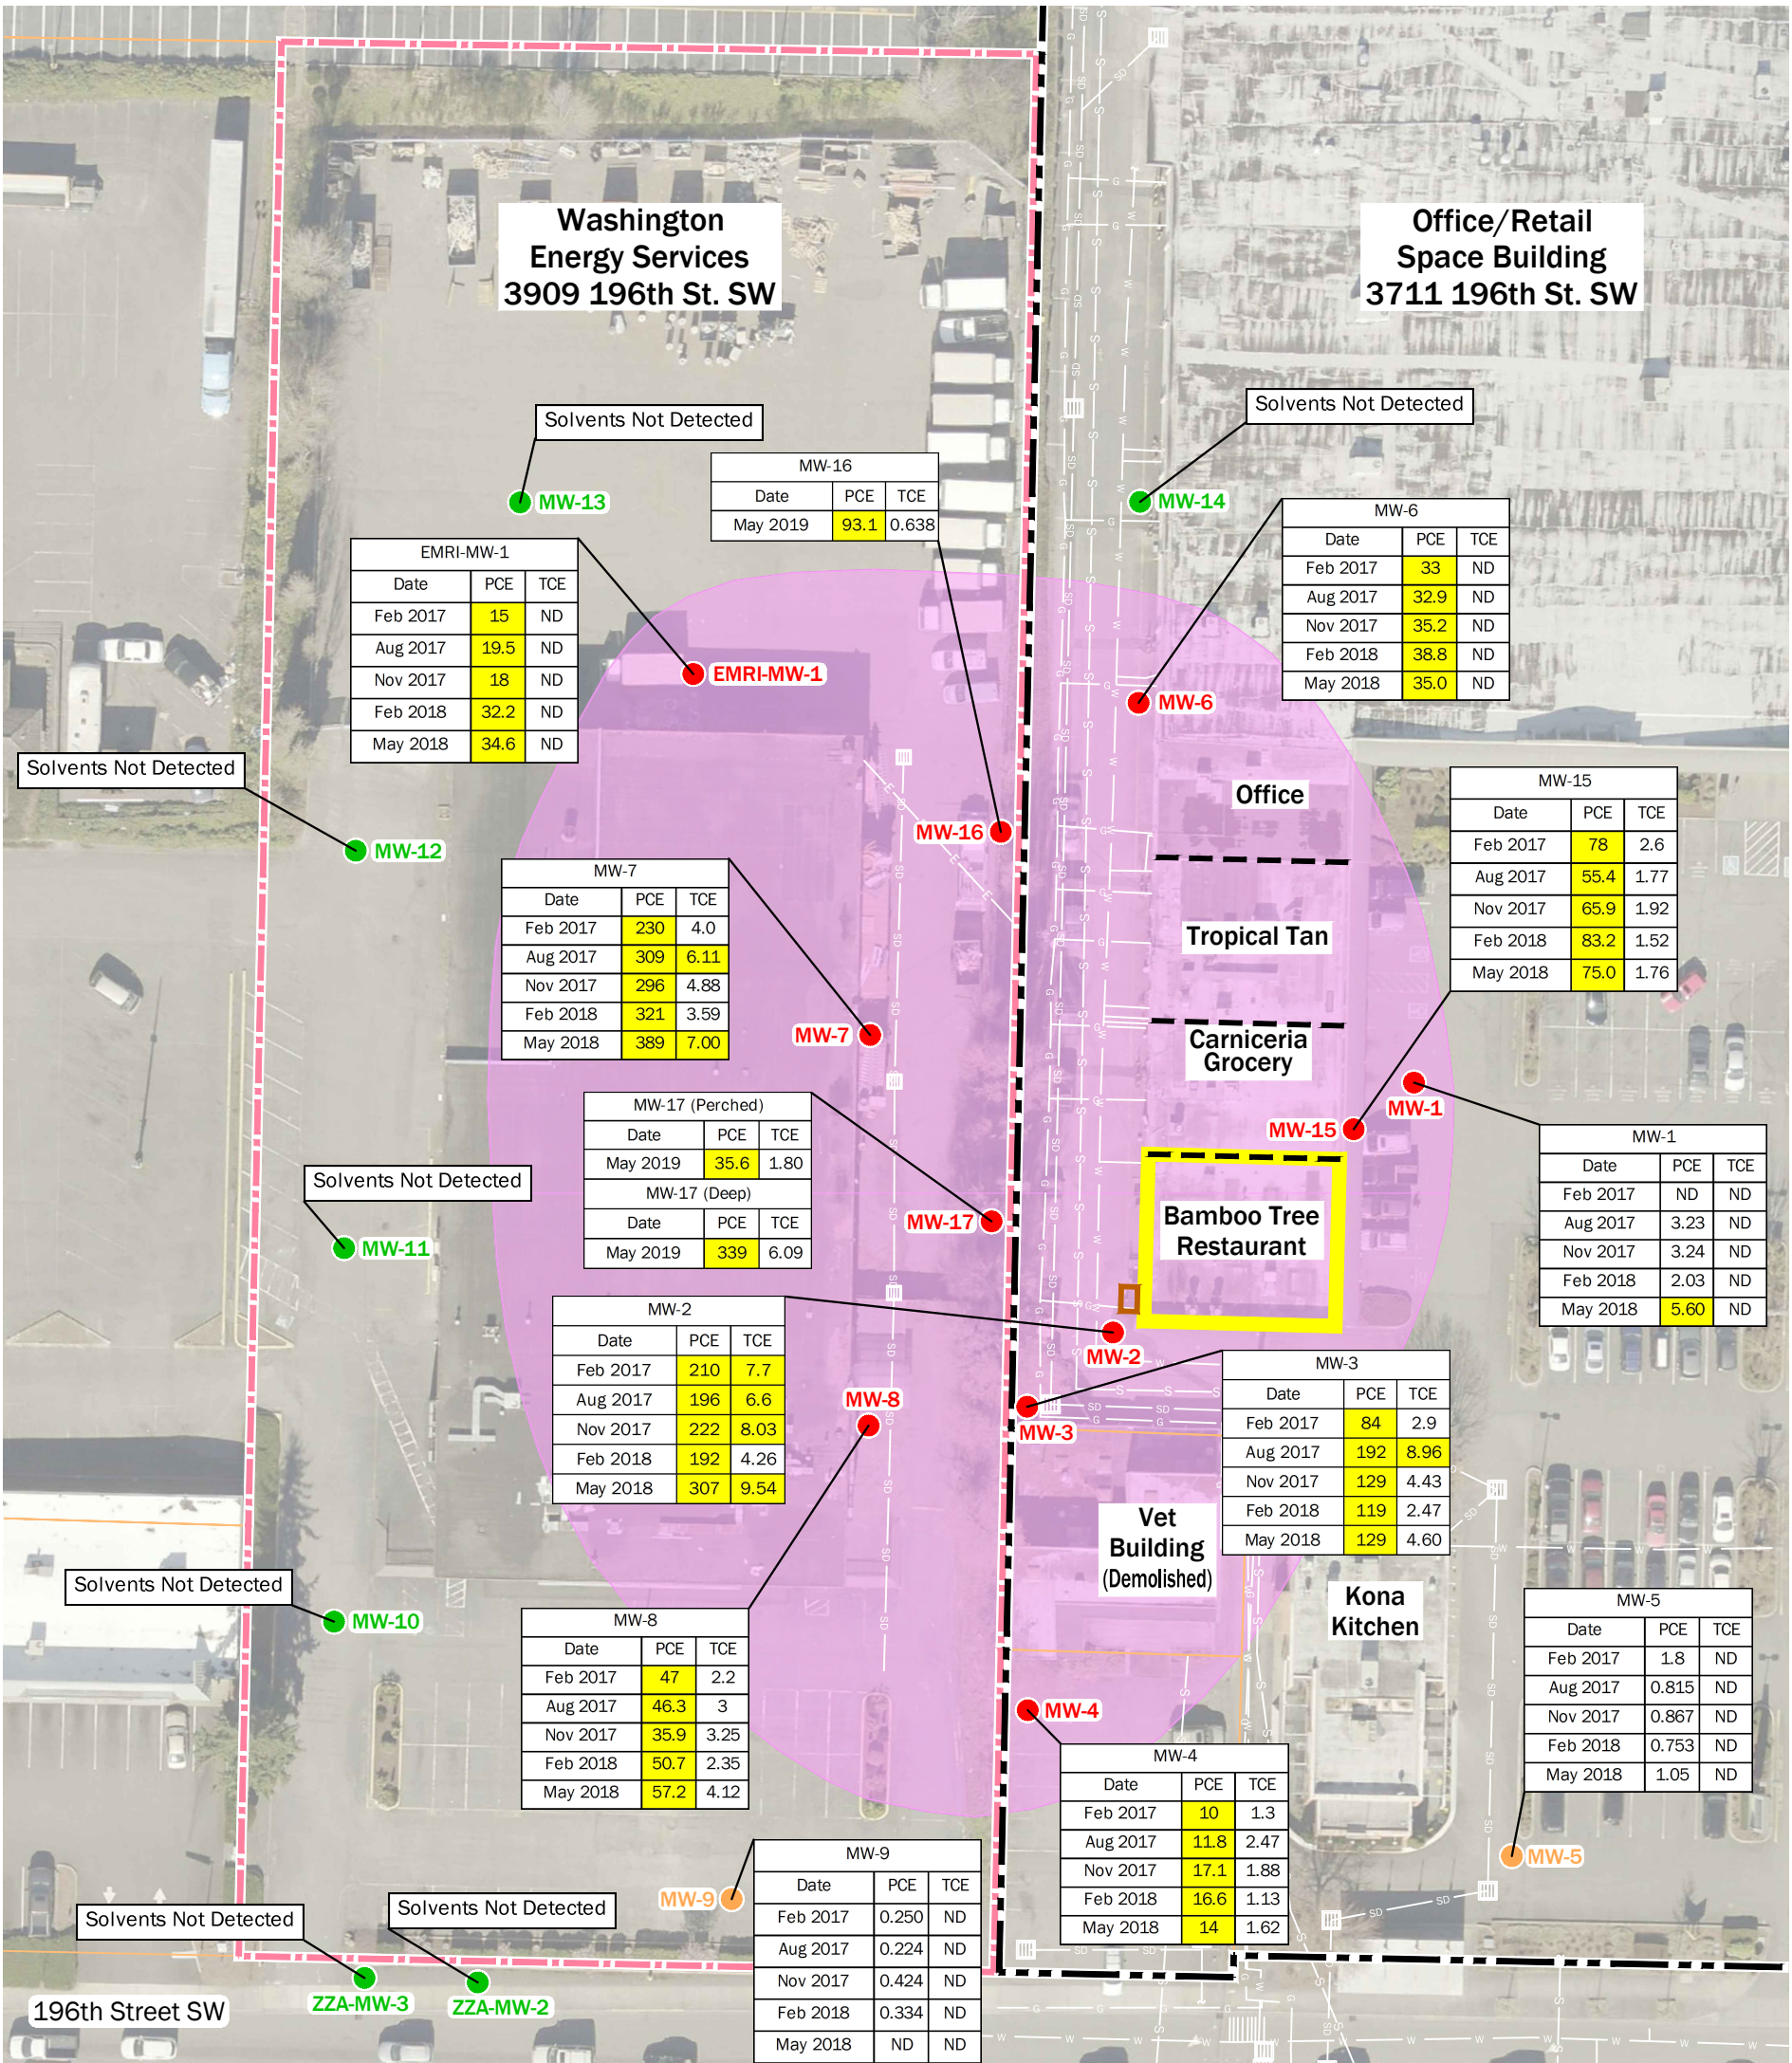 Washington
Energy Services
3909 196th St. SW
Office/Retail
Space Building
3711 196th St. SW
Solvents Not Detected
MW-13
Solvents Not Detected
MW-14
MW-16
Date PCE TCE
May 2019 93.1 0.638
MW-6
Date PCE TCE
Feb 2017 33 ND
Aug 2017 32.9 ND
Nov 2017 35.2 ND
Feb 2018 38.8 ND
May 2018 35.0 ND
EMRI-MW-1
Date PCE TCE
Feb 2017 15 ND
Aug 2017 19.5 ND
Nov 2017 18 ND
Feb 2018 32.2 ND
May 2018 34.6 ND
EMRI-MW-1
MW-6
Solvents Not Detected
MW-12
Office
MW-16
MW-15
Date PCE TCE
Feb 2017 78 2.6
Aug 2017 55.4 1.77
Nov 2017 65.9 1.92
Feb 2018 83.2 1.52
May 2018 75.0 1.76
MW-7
Date PCE TCE
Feb 2017 230 4.0
Aug 2017 309 6.11
Nov 2017 296 4.88
Feb 2018 321 3.59
May 2018 389 7.00
Tropical Tan
MW-7
Carniceria
Grocery
MW-1
MW-15
MW-17 (Perched)
Date PCE TCE
May 2019 35.6 1.80
MW-17 (Deep)
Date PCE TCE
May 2019 339 6.09
MW-17
MW-1
Date PCE TCE
Feb 2017 ND ND
Aug 2017 3.23 ND
Nov 2017 3.24 ND
Feb 2018 2.03 ND
May 2018 5.60 ND
Solvents Not Detected
MW-11
Bamboo Tree
Restaurant
MW-2
Date PCE TCE
Feb 2017 210 7.7
Aug 2017 196 6.6
Nov 2017 222 8.03
Feb 2018 192 4.26
May 2018 307 9.54
MW-2
MW-8
MW-3
MW-3
Date PCE TCE
Feb 2017 84 2.9
Aug 2017 192 8.96
Nov 2017 129 4.43
Feb 2018 119 2.47
May 2018 129 4.60
Vet
Building
(Demolished)
Kona
Kitchen
Solvents Not Detected
MW-10
MW-8
Date PCE TCE
Feb 2017 47 2.2
Aug 2017 46.3 3
Nov 2017 35.9 3.25
Feb 2018 50.7 2.35
May 2018 57.2 4.12
MW-5
Date PCE TCE
Feb 2017 1.8 ND
Aug 2017 0.815 ND
Nov 2017 0.867 ND
Feb 2018 0.753 ND
May 2018 1.05 ND
MW-4
MW-4
Date PCE TCE
Feb 2017 10 1.3
Aug 2017 11.8 2.47
Nov 2017 17.1 1.88
Feb 2018 16.6 1.13
May 2018 14 1.62
MW-5
MW-9
MW-9
Date PCE TCE
Feb 2017 0.250 ND
Aug 2017 0.224 ND
Nov 2017 0.424 ND
Feb 2018 0.334 ND
May 2018 ND ND
Solvents Not Detected
Solvents Not Detected
ZZA-MW-3
ZZA-MW-2
196th Street SW